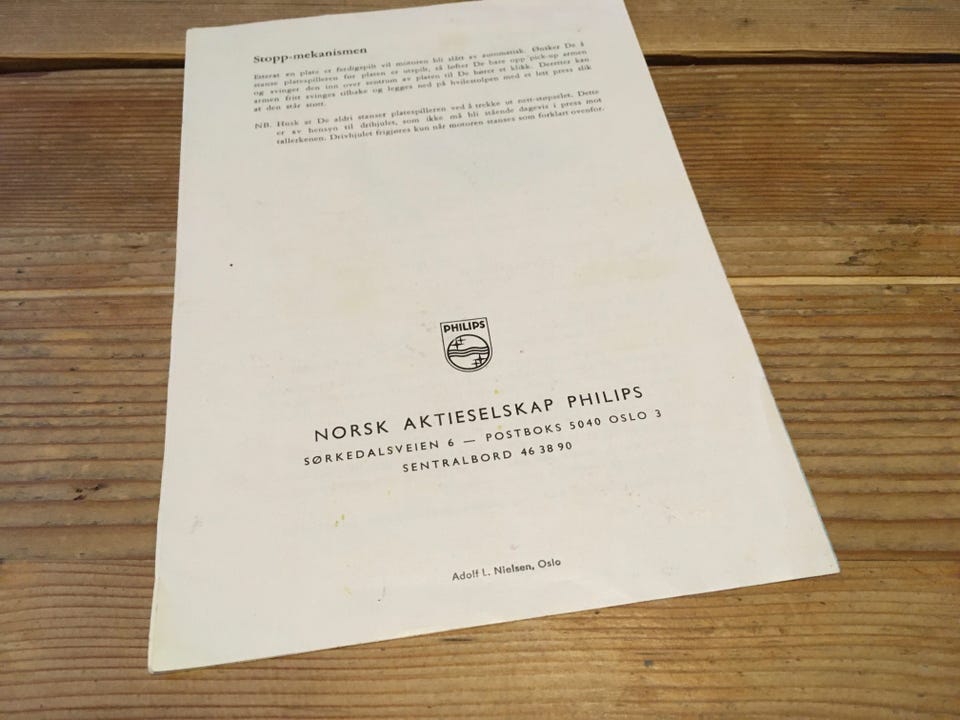 Stopp-mekanismen
Etterat en plate er ferdigspilt vil motoren bli slått av automatisk. Ønsker De å
stanse platespilleren før platen er utspilt, så løfter De bare opp pick-up armen
og svinger den inn over sentrum av platen til De hører et klikk. Deretter kan
armen fritt svinges tilbake og legges ned på hvilestolpen med et lett press slik
at den står støtt.
NB. Husk at De aldri stanser platespilleren ved å trekke ut nett-støpselet. Dette
er av hensyn til drihjulet, som ikke må bli stående dagevis i press mot
tallerkenen. Drivhjulet frigjøres kun når motoren stanses som forklart ovenfor.
PHILIPS
NORSK AKTIESELSKAP PHILIPS
SØRKEDALSVEIEN 6 — POSTBOKS 5040 OSLO 3
SENTRALBORD 46 38 90
Adolf L. Nielsen, Oslo